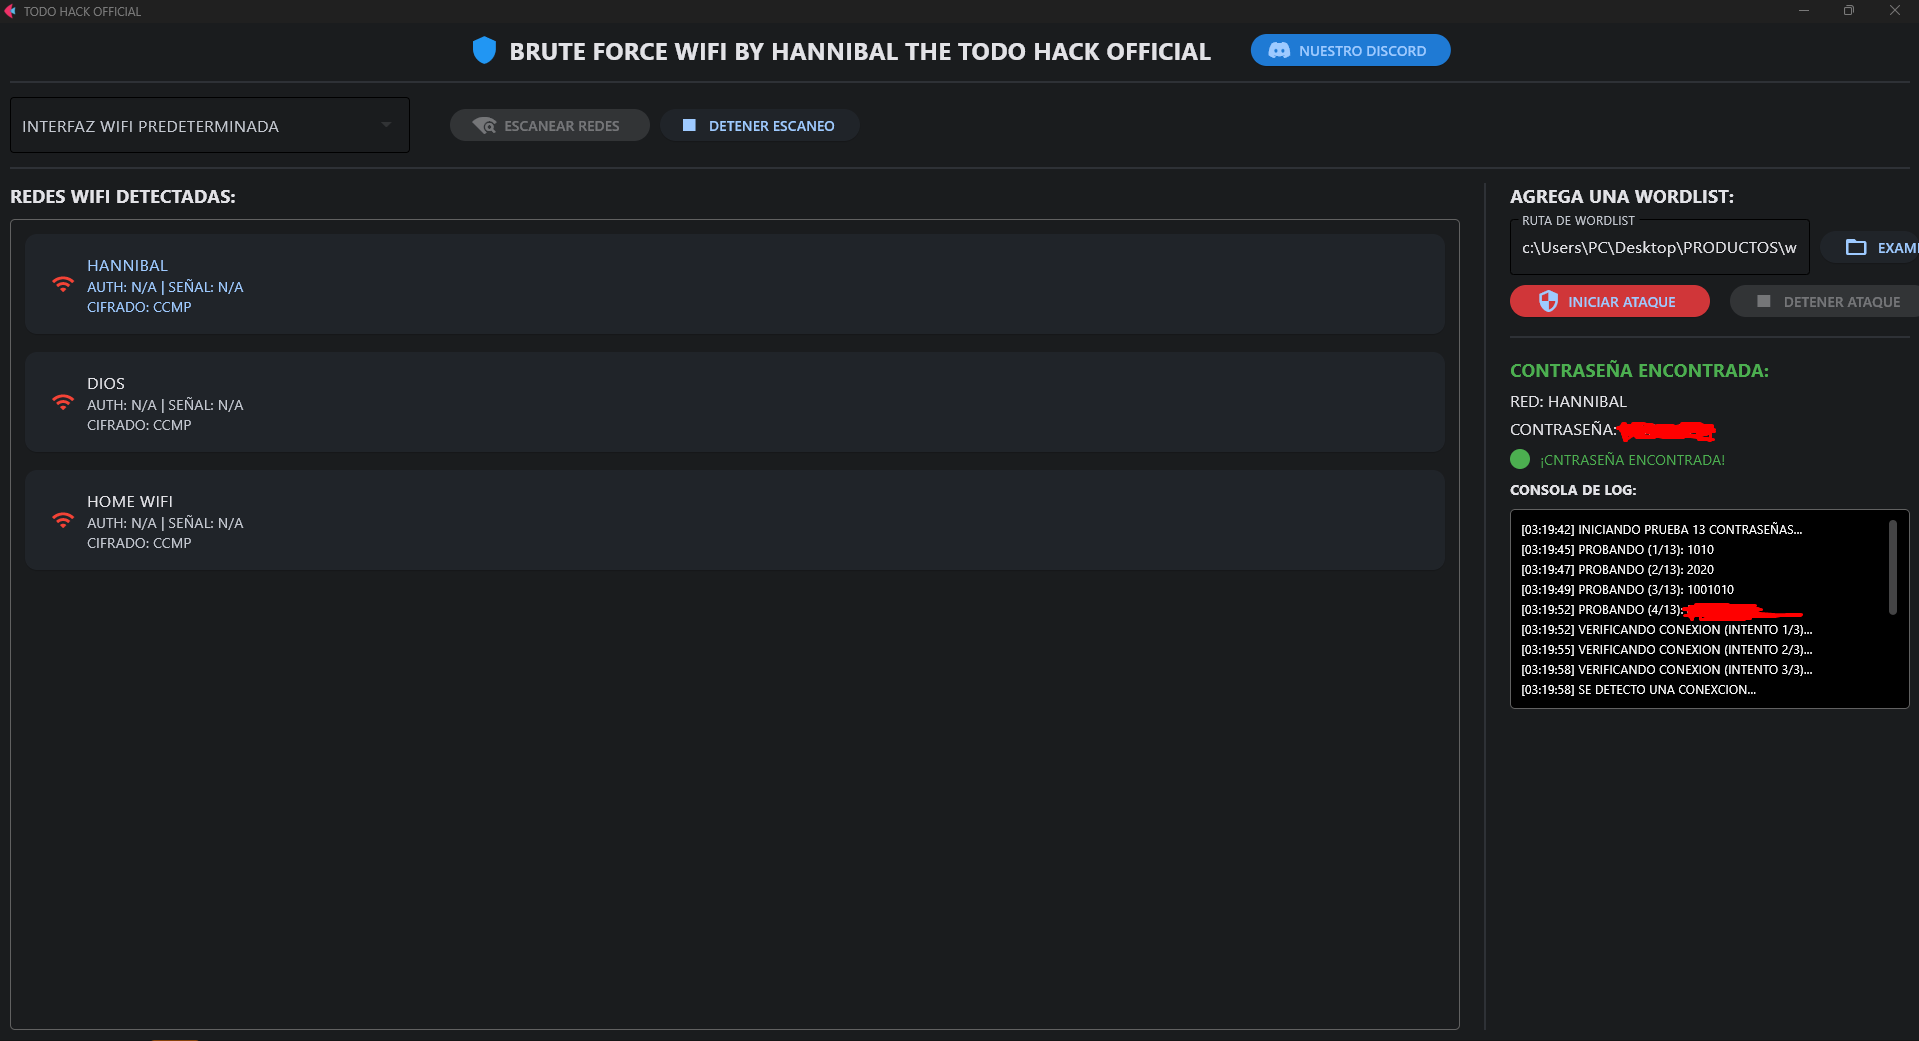 TODO HACK OFFICIAL
BRUTE FORCE WIFI BY HANNIBAL THE TODO HACK OFFICIAL
NUESTRO DISCORD
INTERFAZ WIFI PREDETERMINADA
ESCANEAR REDES
DETENER ESCANEO
REDES WIFI DETECTADAS:
HANNIBAL
AUTH: N/A | SEÑAL: N/A
CIFRADO: CCMP
DIOS
AUTH: N/A | SEÑAL: N/A
CIFRADO: CCMP
HOME WIFI
AUTH: N/A | SEÑAL: N/A
CIFRADO: CCMP
AGREGA UNA WORDLIST:
RUTA DE WORDLIST
c:\Users\PC\Desktop\PRODUCTOS\w
EXAM
INICIAR ATAQUE
DETENER ATAQUE
CONTRASEÑA ENCONTRADA:
RED: HANNIBAL
CONTRASEÑA:
¡CNTRASEÑA ENCONTRADA!
CONSOLA DE LOG:
[03:19:42] INICIANDO PRUEBA 13 CONTRASEÑAS...
[03:19:45] PROBANDO (1/13): 1010
[03:19:47] PROBANDO (2/13): 2020
[03:19:49] PROBANDO (3/13): 1001010
[03:19:52] PROBANDO (4/13):
[03:19:52] VERIFICANDO CONEXION (INTENTO 1/3)...
[03:19:55] VERIFICANDO CONEXION (INTENTO 2/3)...
[03:19:58] VERIFICANDO CONEXION (INTENTO 3/3)...
[03:19:58] SE DETECTO UNA CONEXCION...